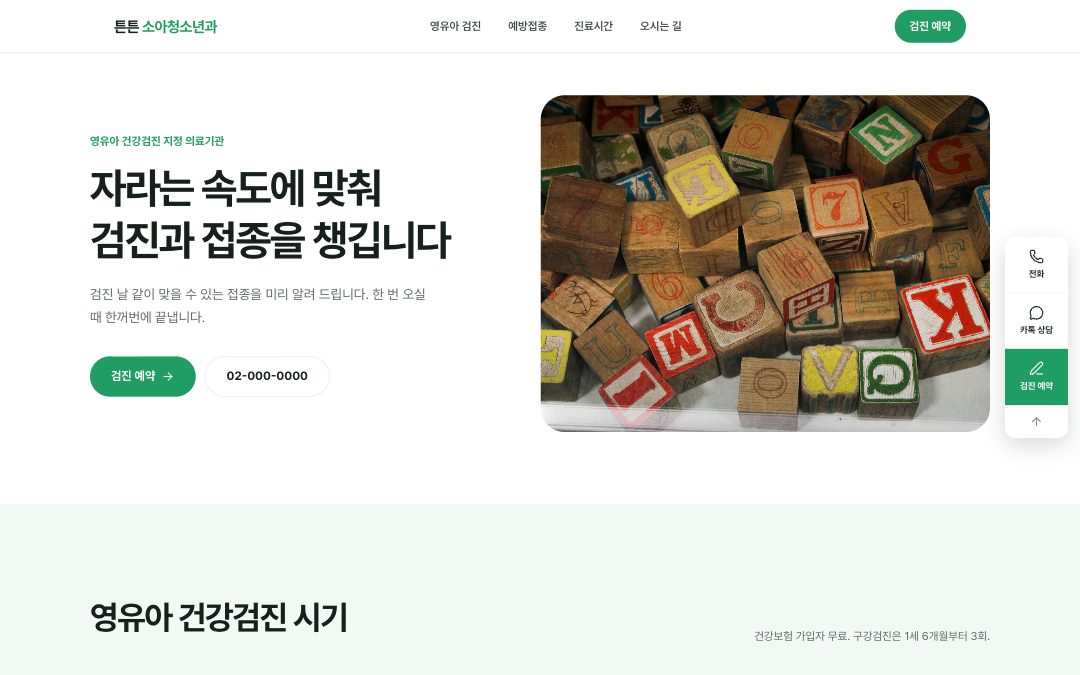 튼튼 소아청소년과
영유아 검진
예방접종
진료시간
오시는 길
검진 예약
영유아 건강검진 지정 의료기관
자라는 속도에 맞춰
검진과 접종을 챙깁니다
검진 날 같이 맞을 수 있는 접종을 미리 알려 드립니다. 한 번 오실
때 한꺼번에 끝냅니다.
검진 예약
02-000-0000
N
G
7
A
5
O
N
C
K
M
U
I
O
V
Q
전화
카톡 상담
검진 예약
영유아 건강검진 시기
건강보험 가입자 무료. 구강검진은 1세 6개월부터 3회.